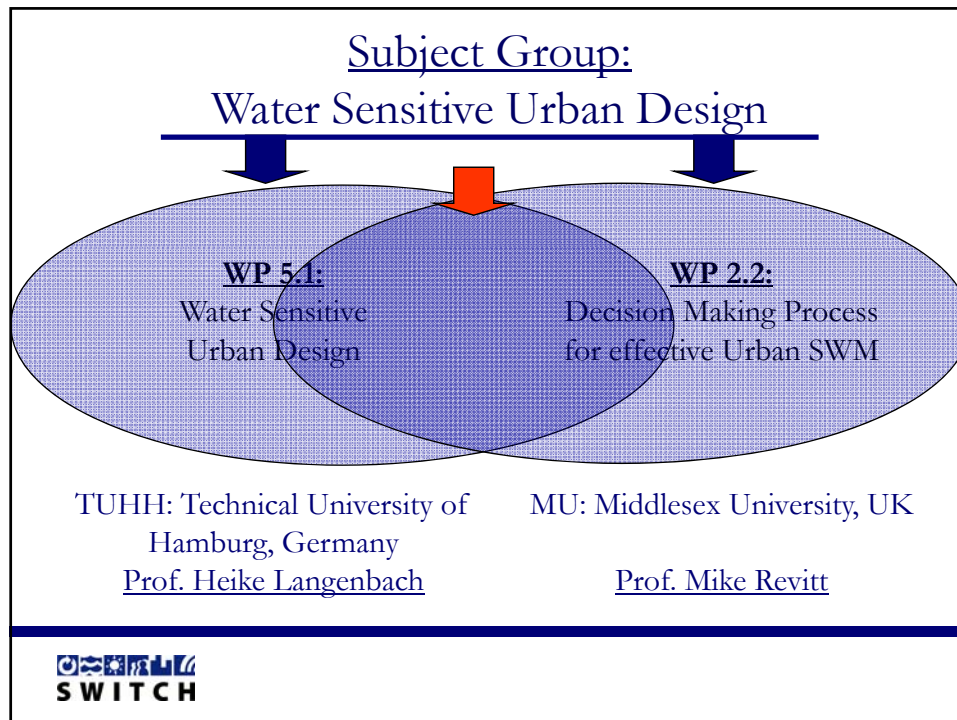 Subject Group:
Water Sensitive Urban Design
WP 5.1:
Water Sensitive
Urban Design
WP 2.2:
Decision Making Process
for effective Urban SWM
TUHH: Technical University of
Hamburg, Germany
Prof. Heike Langenbach
MU: Middlesex University, UK
Prof. Mike Revitt
SWITCH